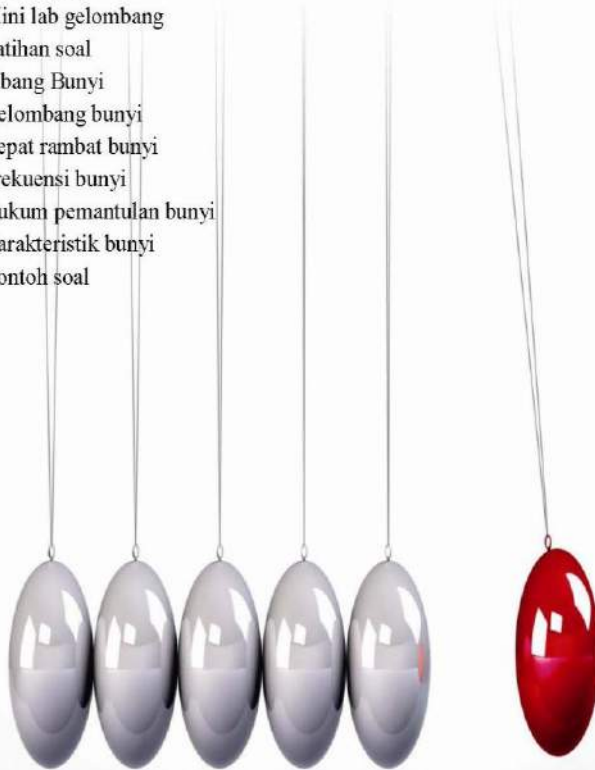 ini lab gelombang
atihan soal
bang Bunyi
elombang bunyi
epat rambat bunyi
ekuensi bunyi
ukum pemantulan bunyi
arakteristik bunyi
ontoh soal